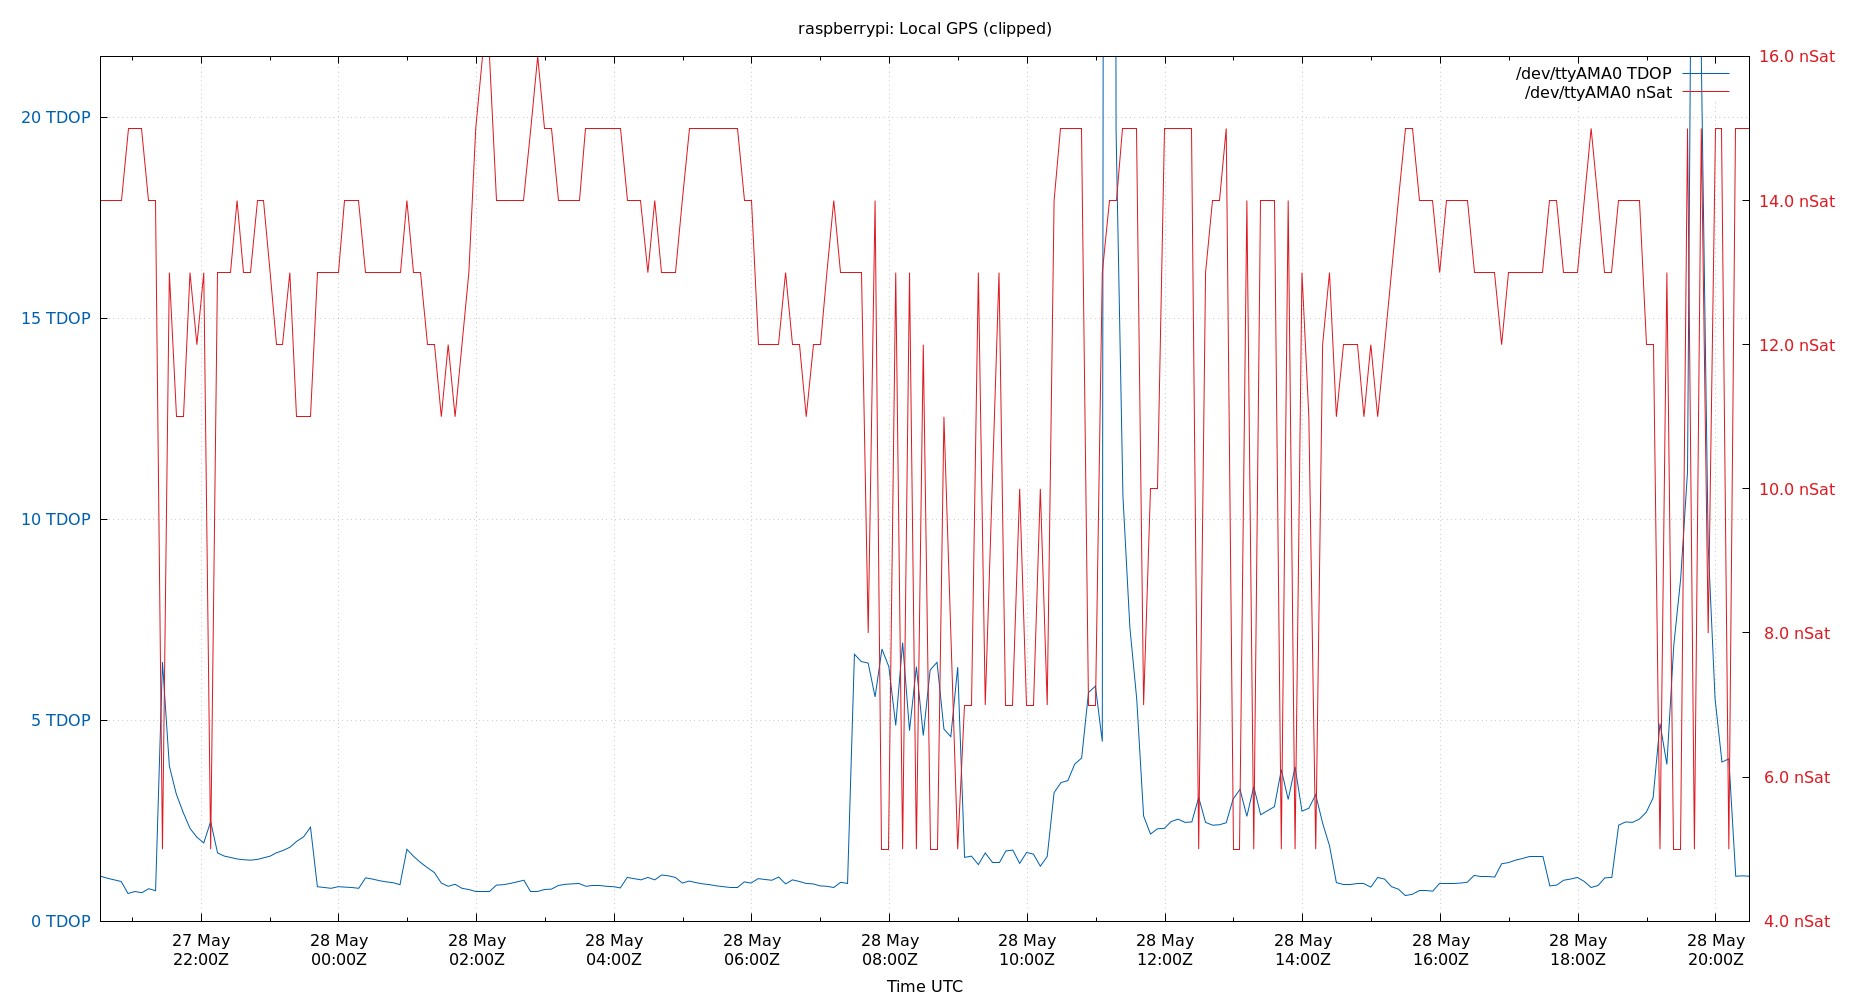 raspberrypi: Local GPS (clipped)
/dev/ttyAMA0 TDOP
/dev/ttyAMA0 nSat
20 TDOP
15 TDOP
10 TDOP
5 TDOP
0 TDOP
16.0 nSat
14.0 nSat
12.0 nSat
10.0 nSat
8.0 nSat
6.0 nSat
4.0 nSat
27 May 28 May 28 May 28 May 28 May 28 May 28 May 28 May 28 May 28 May 28 May 28 May
22:00Z 00:00Z 02:00Z 04:00Z 06:00Z 08:00Z 10:00Z 12:00Z 14:00Z 16:00Z 18:00Z 20:00Z
Time UTC